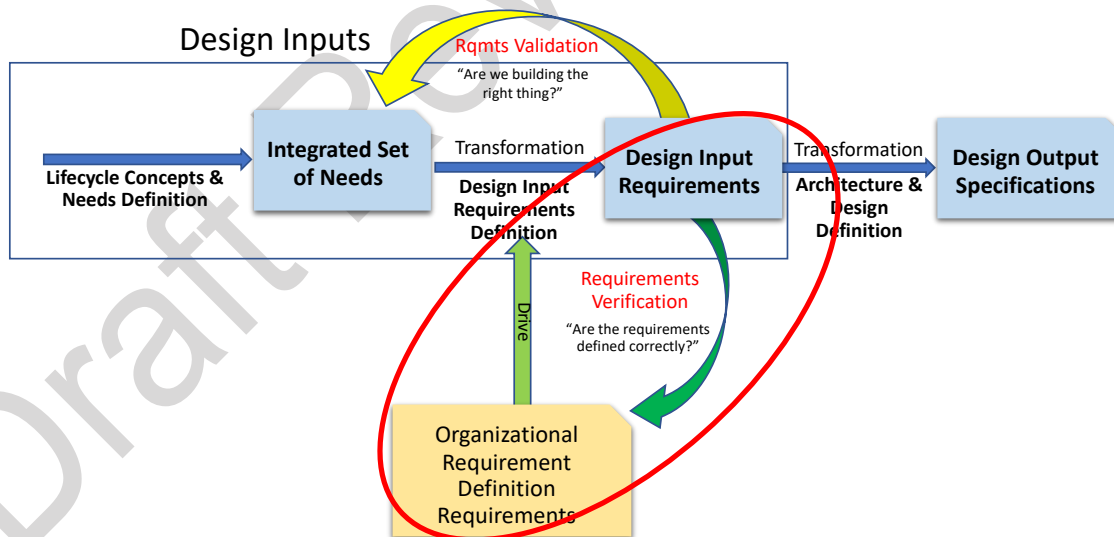 Design Inputs
Rqmts Validation
“Are we building the
right thing?”
Integrated Set
of Needs
Transformation
Design Input
Requirements
Definition
Design Input
Requirements
Transformation
Architecture &
Design
Definition
Design Output
Specifications
Lifecycle Concepts &
Needs Definition
Drive
Requirements
Verification
“Are the requirements
defined correctly?”
Organizational
Requirement
Definition
Requirements
Draft